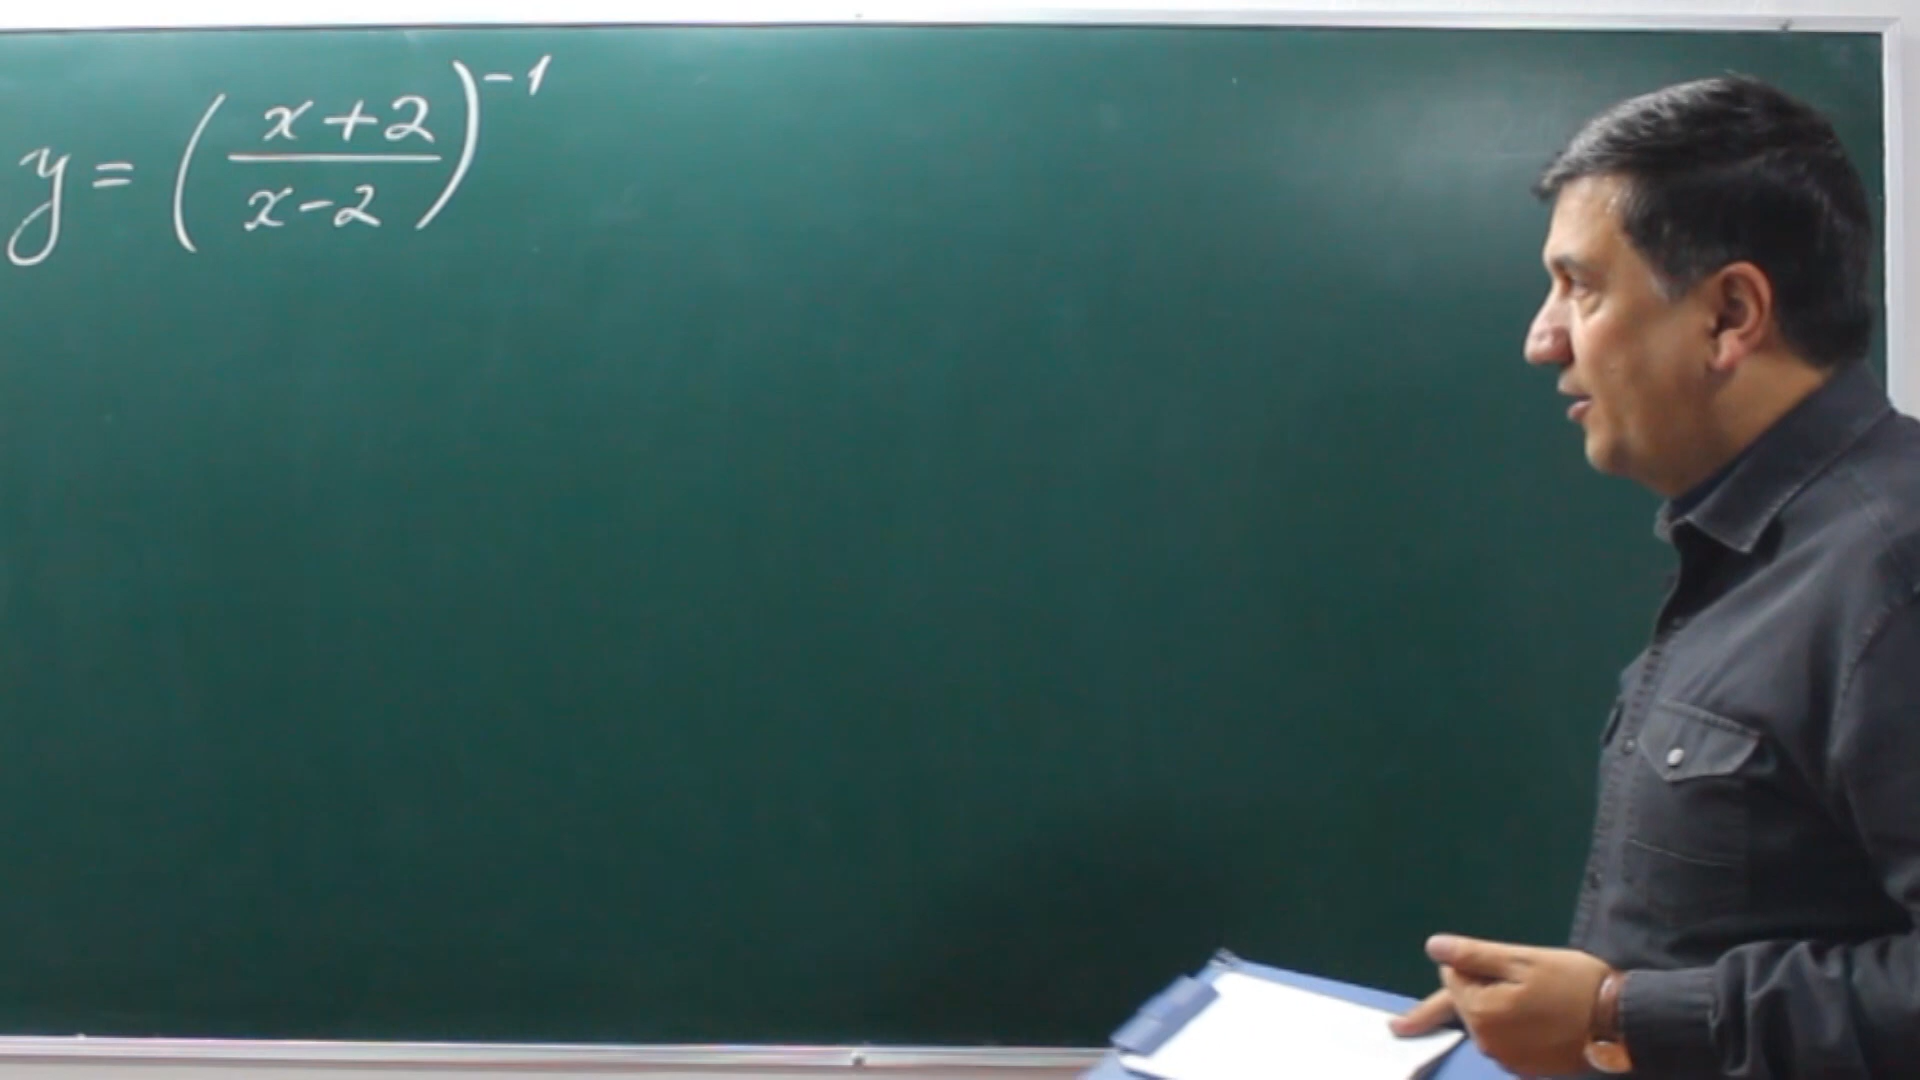 y = ( x+2 / x-2 )^-1